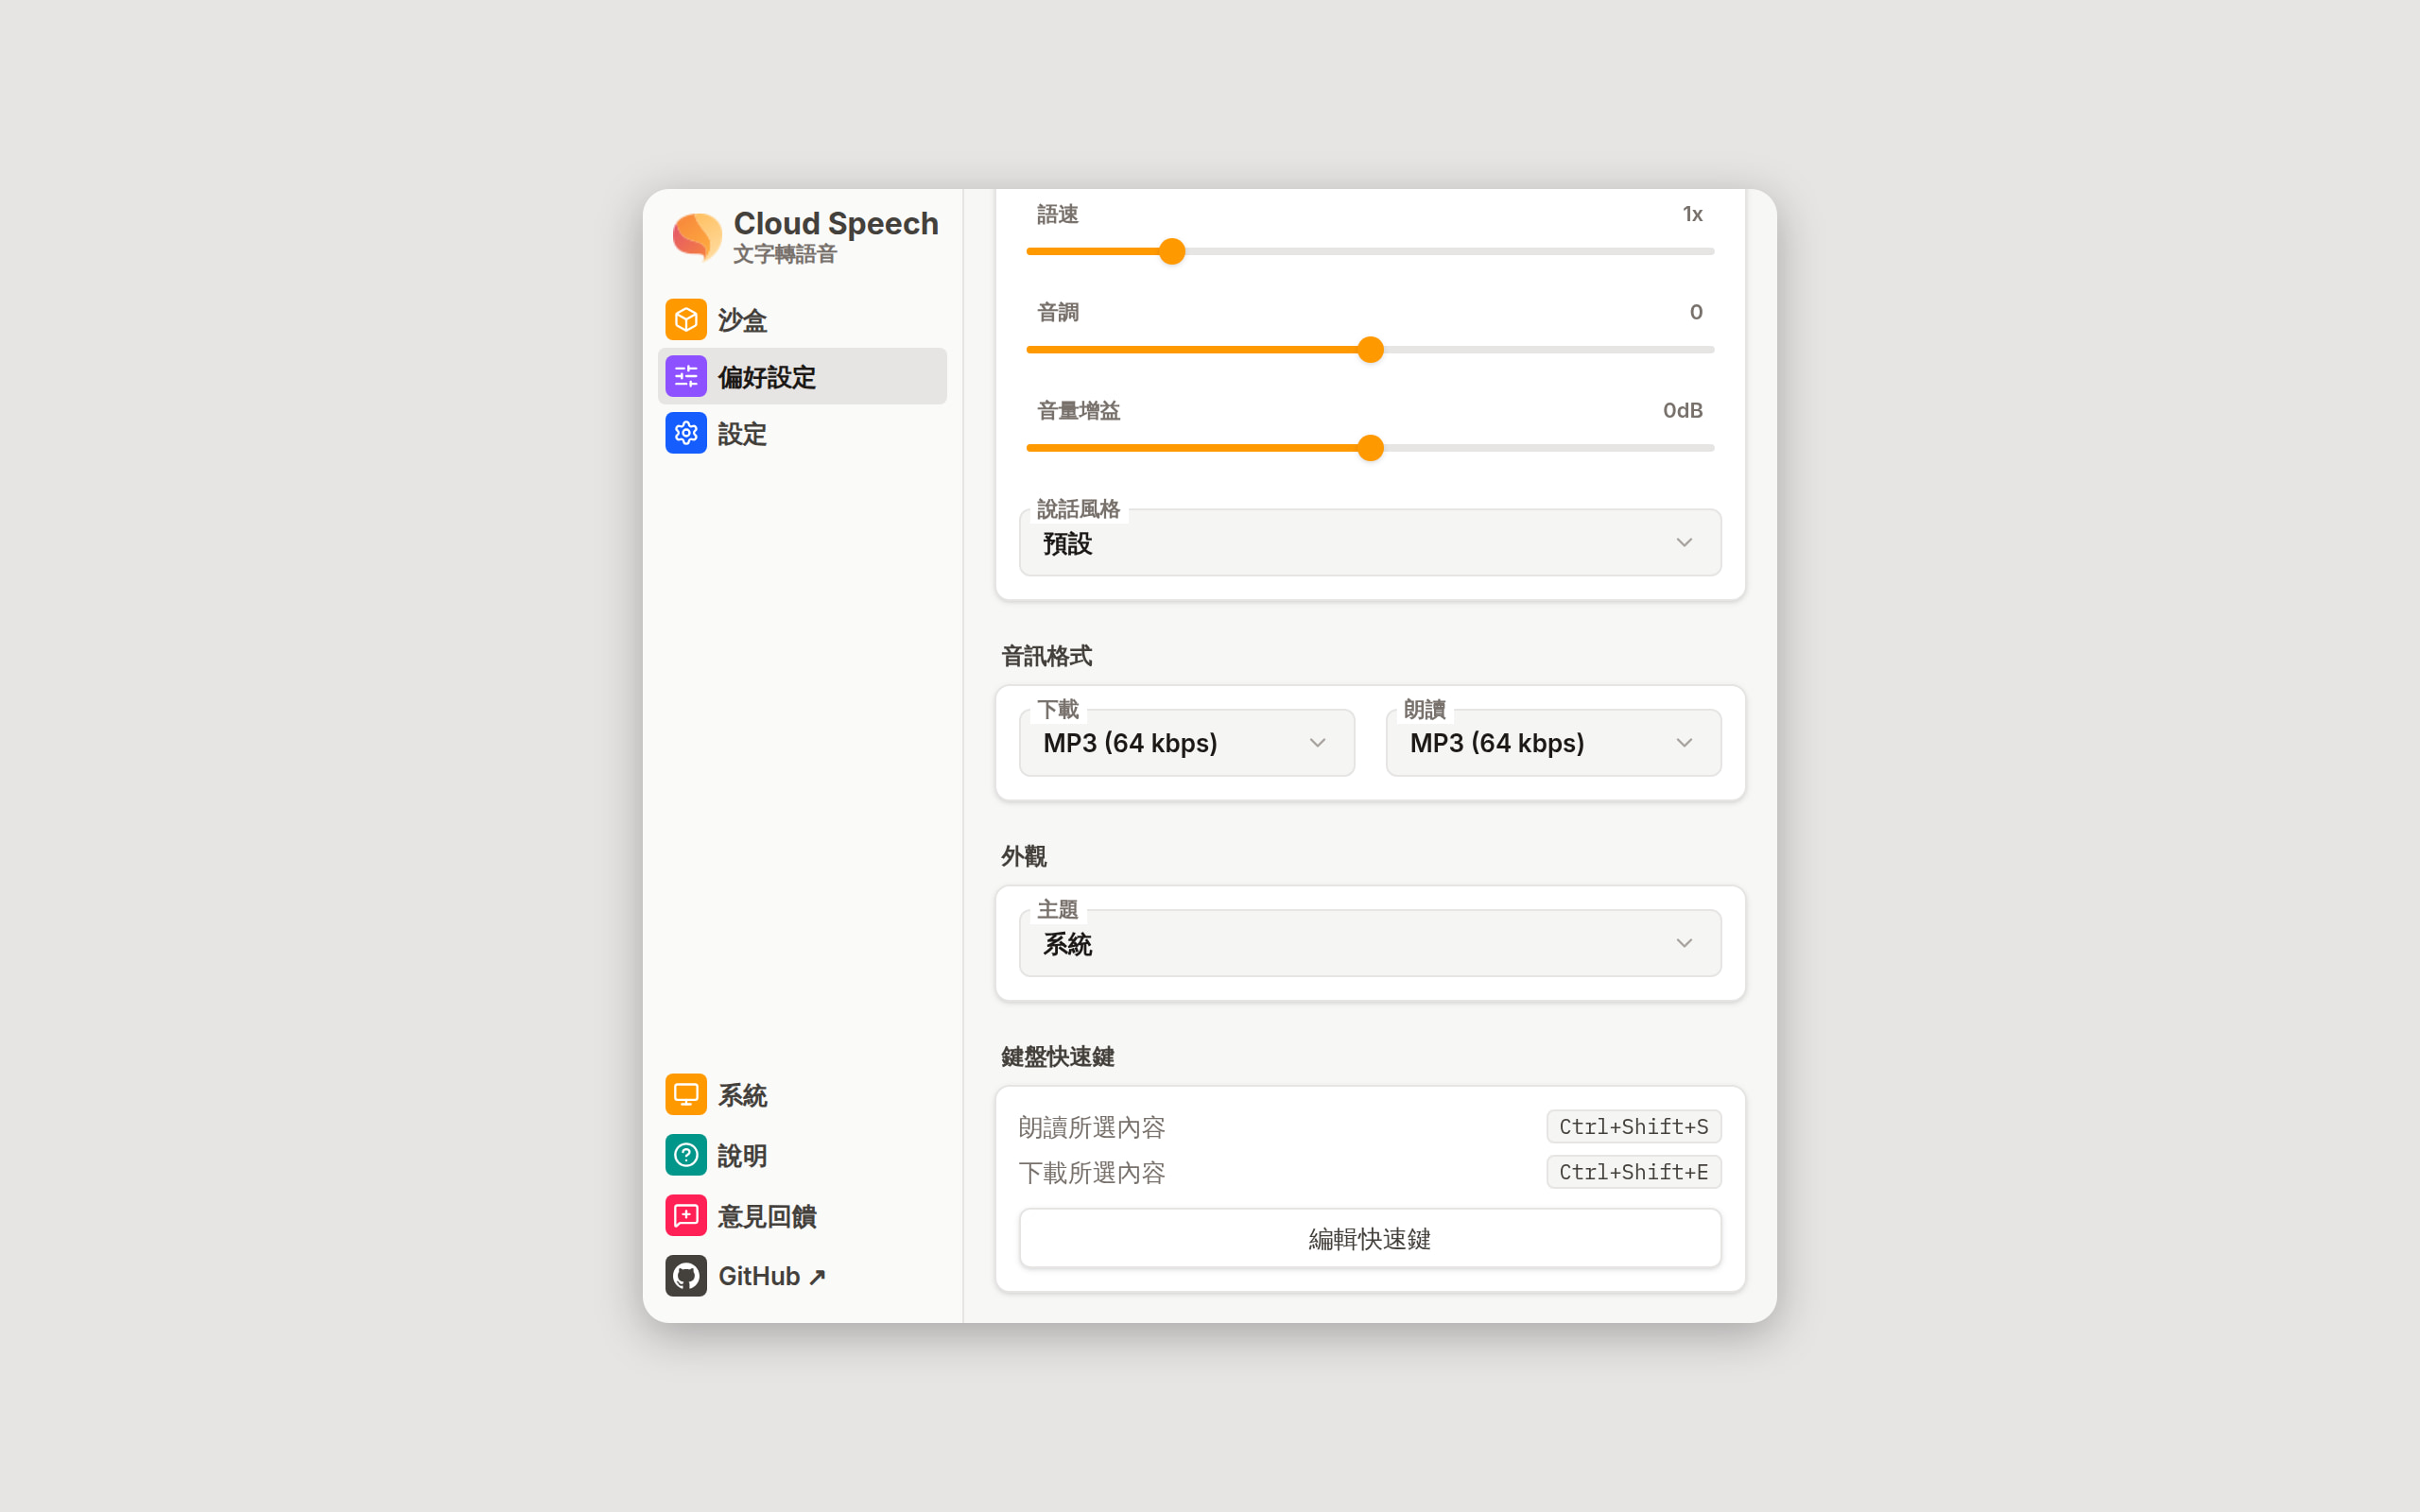 Cloud Speech
文字轉語音
沙盒
偏好設定
設定
系統
說明
意見回饋
GitHub ↗
語速 1x
音調 0
音量增益 0dB
說話風格
預設
音訊格式
下載 朗讀
MP3 (64 kbps) MP3 (64 kbps)
外觀
主題
系統
鍵盤快速鍵
朗讀所選內容 Ctrl+Shift+S
下載所選內容 Ctrl+Shift+E
編輯快速鍵